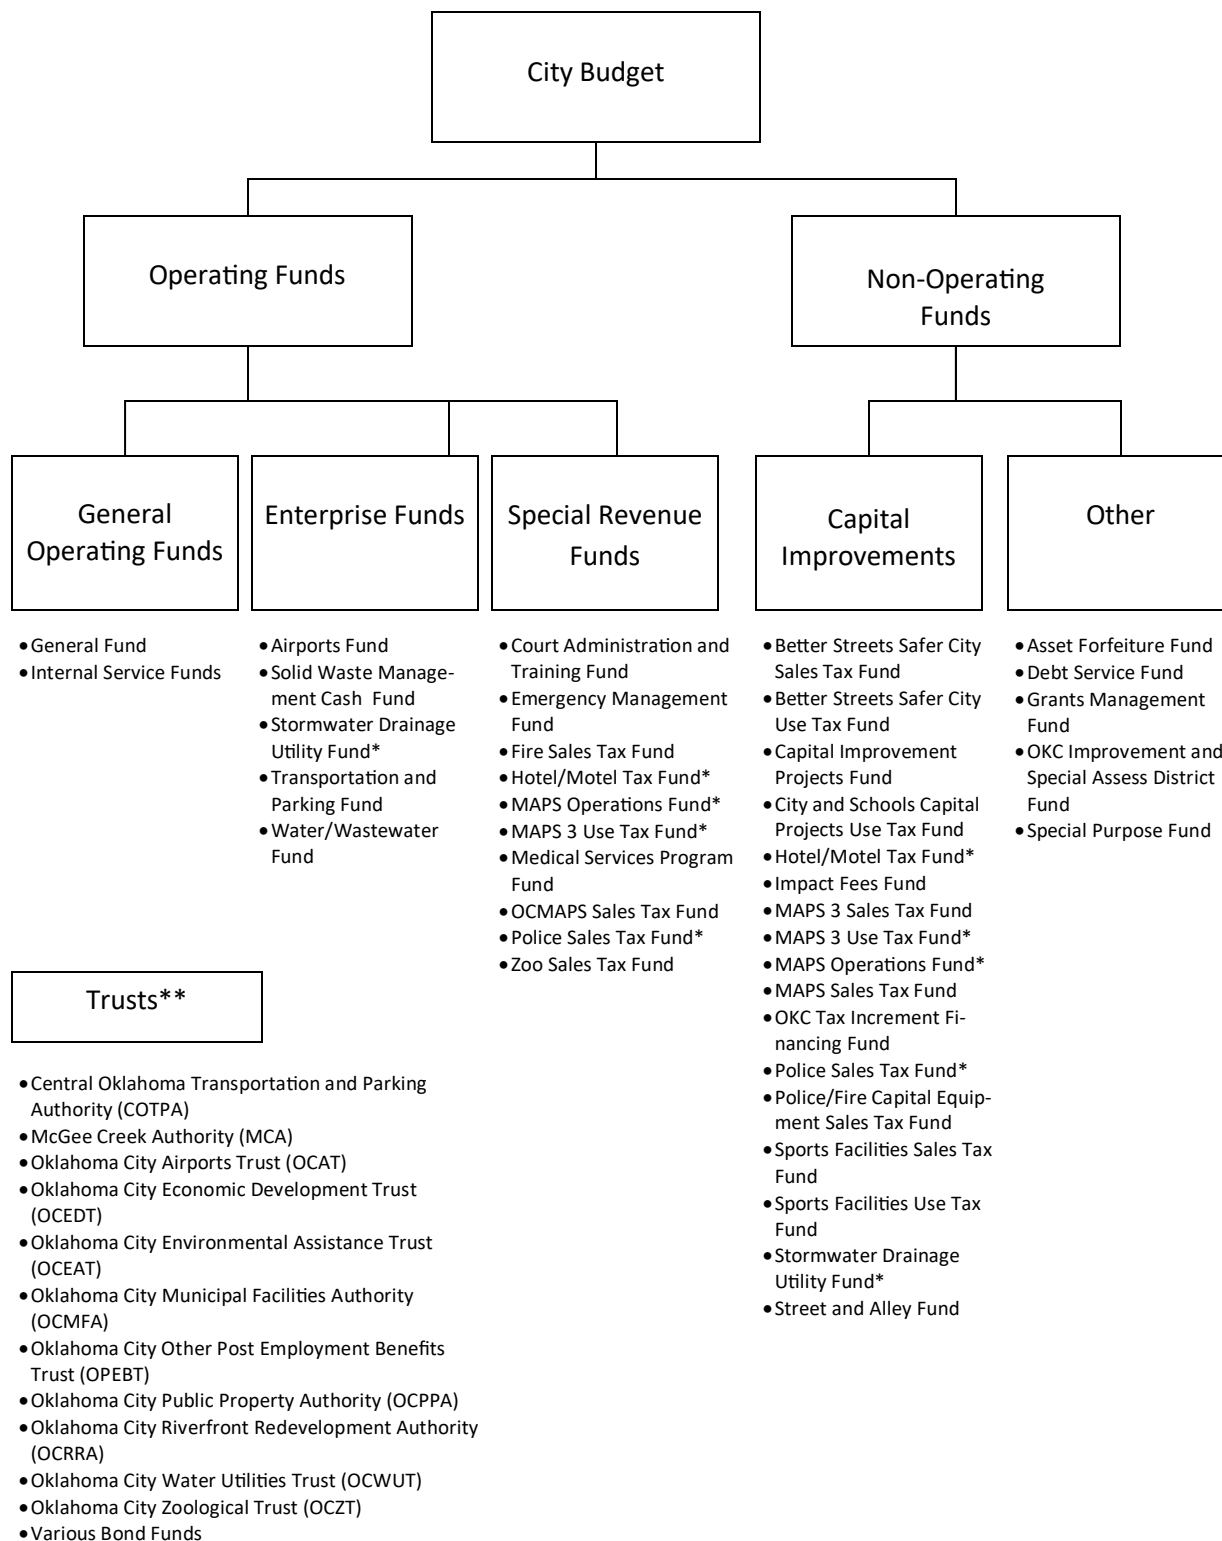 City Budget
Operating Funds
Non-Operating
Funds
General
Operating Funds
Enterprise Funds
Special Revenue
Funds
Capital
Improvements
Other
•General Fund
•Internal Service Funds
•Airports Fund
•Solid Waste Manage-
ment Cash Fund
•Stormwater Drainage
Utility Fund*
•Transportation and
Parking Fund
•Water/Wastewater
Fund
•Court Administration and
Training Fund
•Emergency Management
Fund
•Fire Sales Tax Fund
•Hotel/Motel Tax Fund*
•MAPS Operations Fund*
•MAPS 3 Use Tax Fund*
•Medical Services Program
Fund
•OCMAPS Sales Tax Fund
•Police Sales Tax Fund*
•Zoo Sales Tax Fund
•Better Streets Safer City
Sales Tax Fund
•Better Streets Safer City
Use Tax Fund
•Capital Improvement
Projects Fund
•City and Schools Capital
Projects Use Tax Fund
•Hotel/Motel Tax Fund*
•Impact Fees Fund
•MAPS 3 Sales Tax Fund
•MAPS 3 Use Tax Fund*
•MAPS Operations Fund*
•MAPS Sales Tax Fund
•OKC Tax Increment Fi-
nancing Fund
•Police Sales Tax Fund*
•Police/Fire Capital Equip-
ment Sales Tax Fund
•Sports Facilities Sales Tax
Fund
•Sports Facilities Use Tax
Fund
•Stormwater Drainage
Utility Fund*
•Street and Alley Fund
•Asset Forfeiture Fund
•Debt Service Fund
•Grants Management
Fund
•OKC Improvement and
Special Assess District
Fund
•Special Purpose Fund
Trusts**
•Central Oklahoma Transportation and Parking
Authority (COTPA)
•McGee Creek Authority (MCA)
•Oklahoma City Airports Trust (OCAT)
•Oklahoma City Economic Development Trust
(OCEDT)
•Oklahoma City Environmental Assistance Trust
(OCEAT)
•Oklahoma City Municipal Facilities Authority
(OCMFA)
•Oklahoma City Other Post Employment Benefits
Trust (OPEBT)
•Oklahoma City Public Property Authority (OCPPA)
•Oklahoma City Riverfront Redevelopment Authority
(OCRRA)
•Oklahoma City Water Utilities Trust (OCWUT)
•Oklahoma City Zoological Trust (OCZT)
•Various Bond Funds